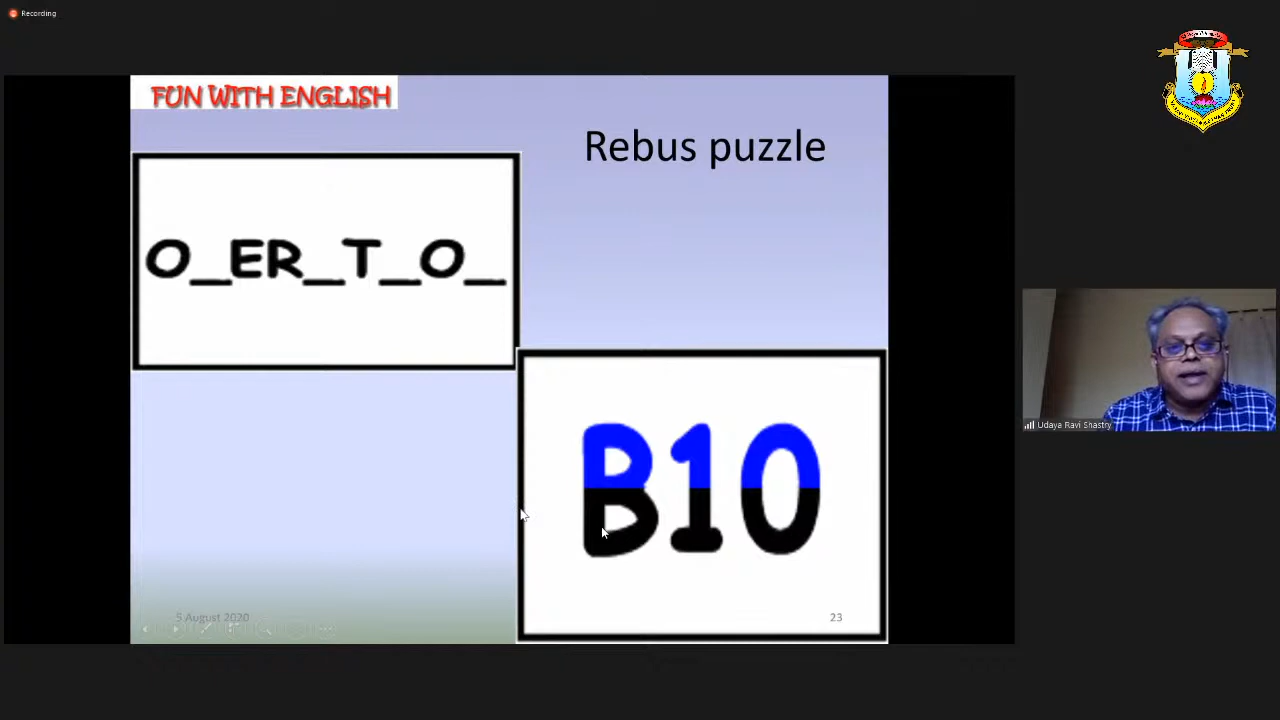 Recording
FUN WITH ENGLISH
Rebus puzzle
O_ER_T_O_
B10
Udaya Ravi Shastry
5 August 2020
23